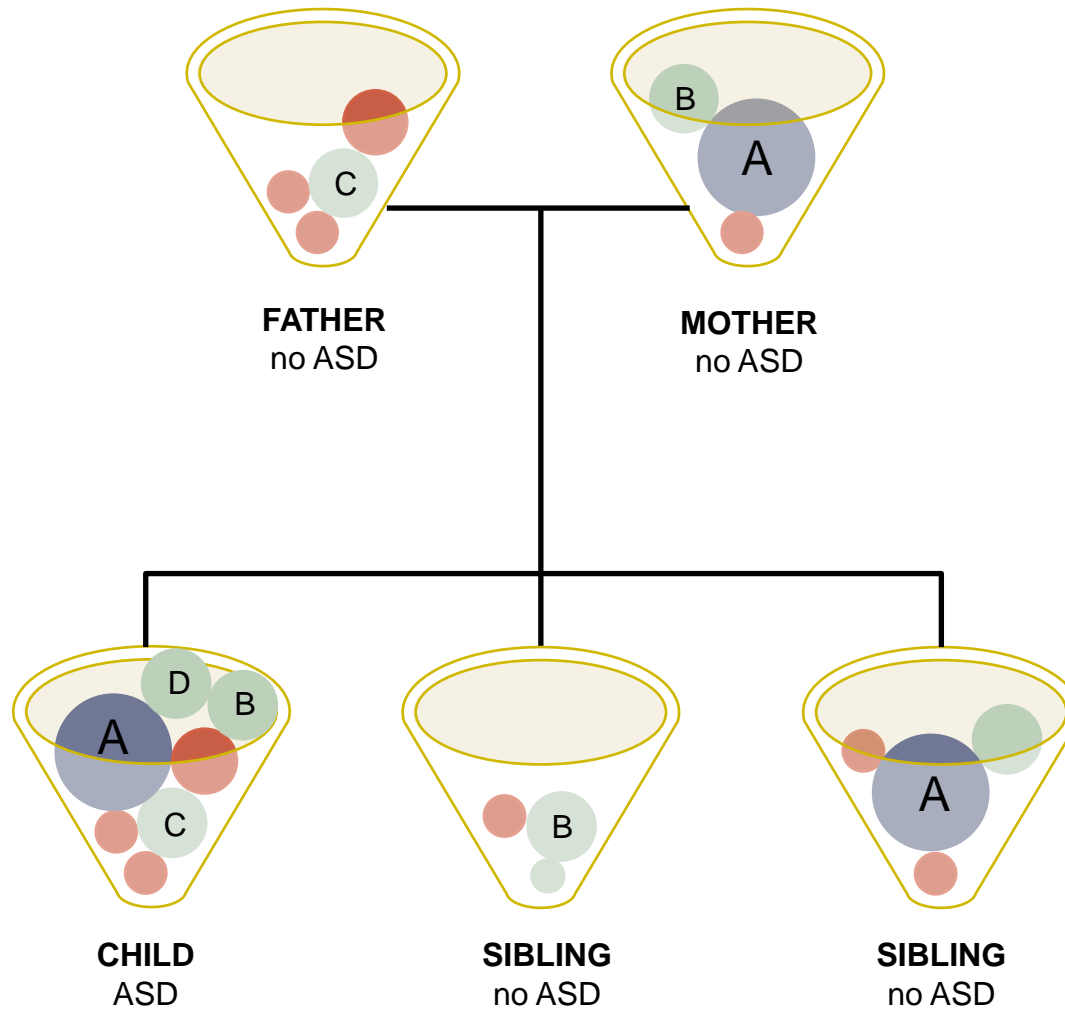 B
A
C
FATHER
no ASD
MOTHER
no ASD
D
B
A
C
B
A
CHILD
ASD
SIBLING
no ASD
SIBLING
no ASD